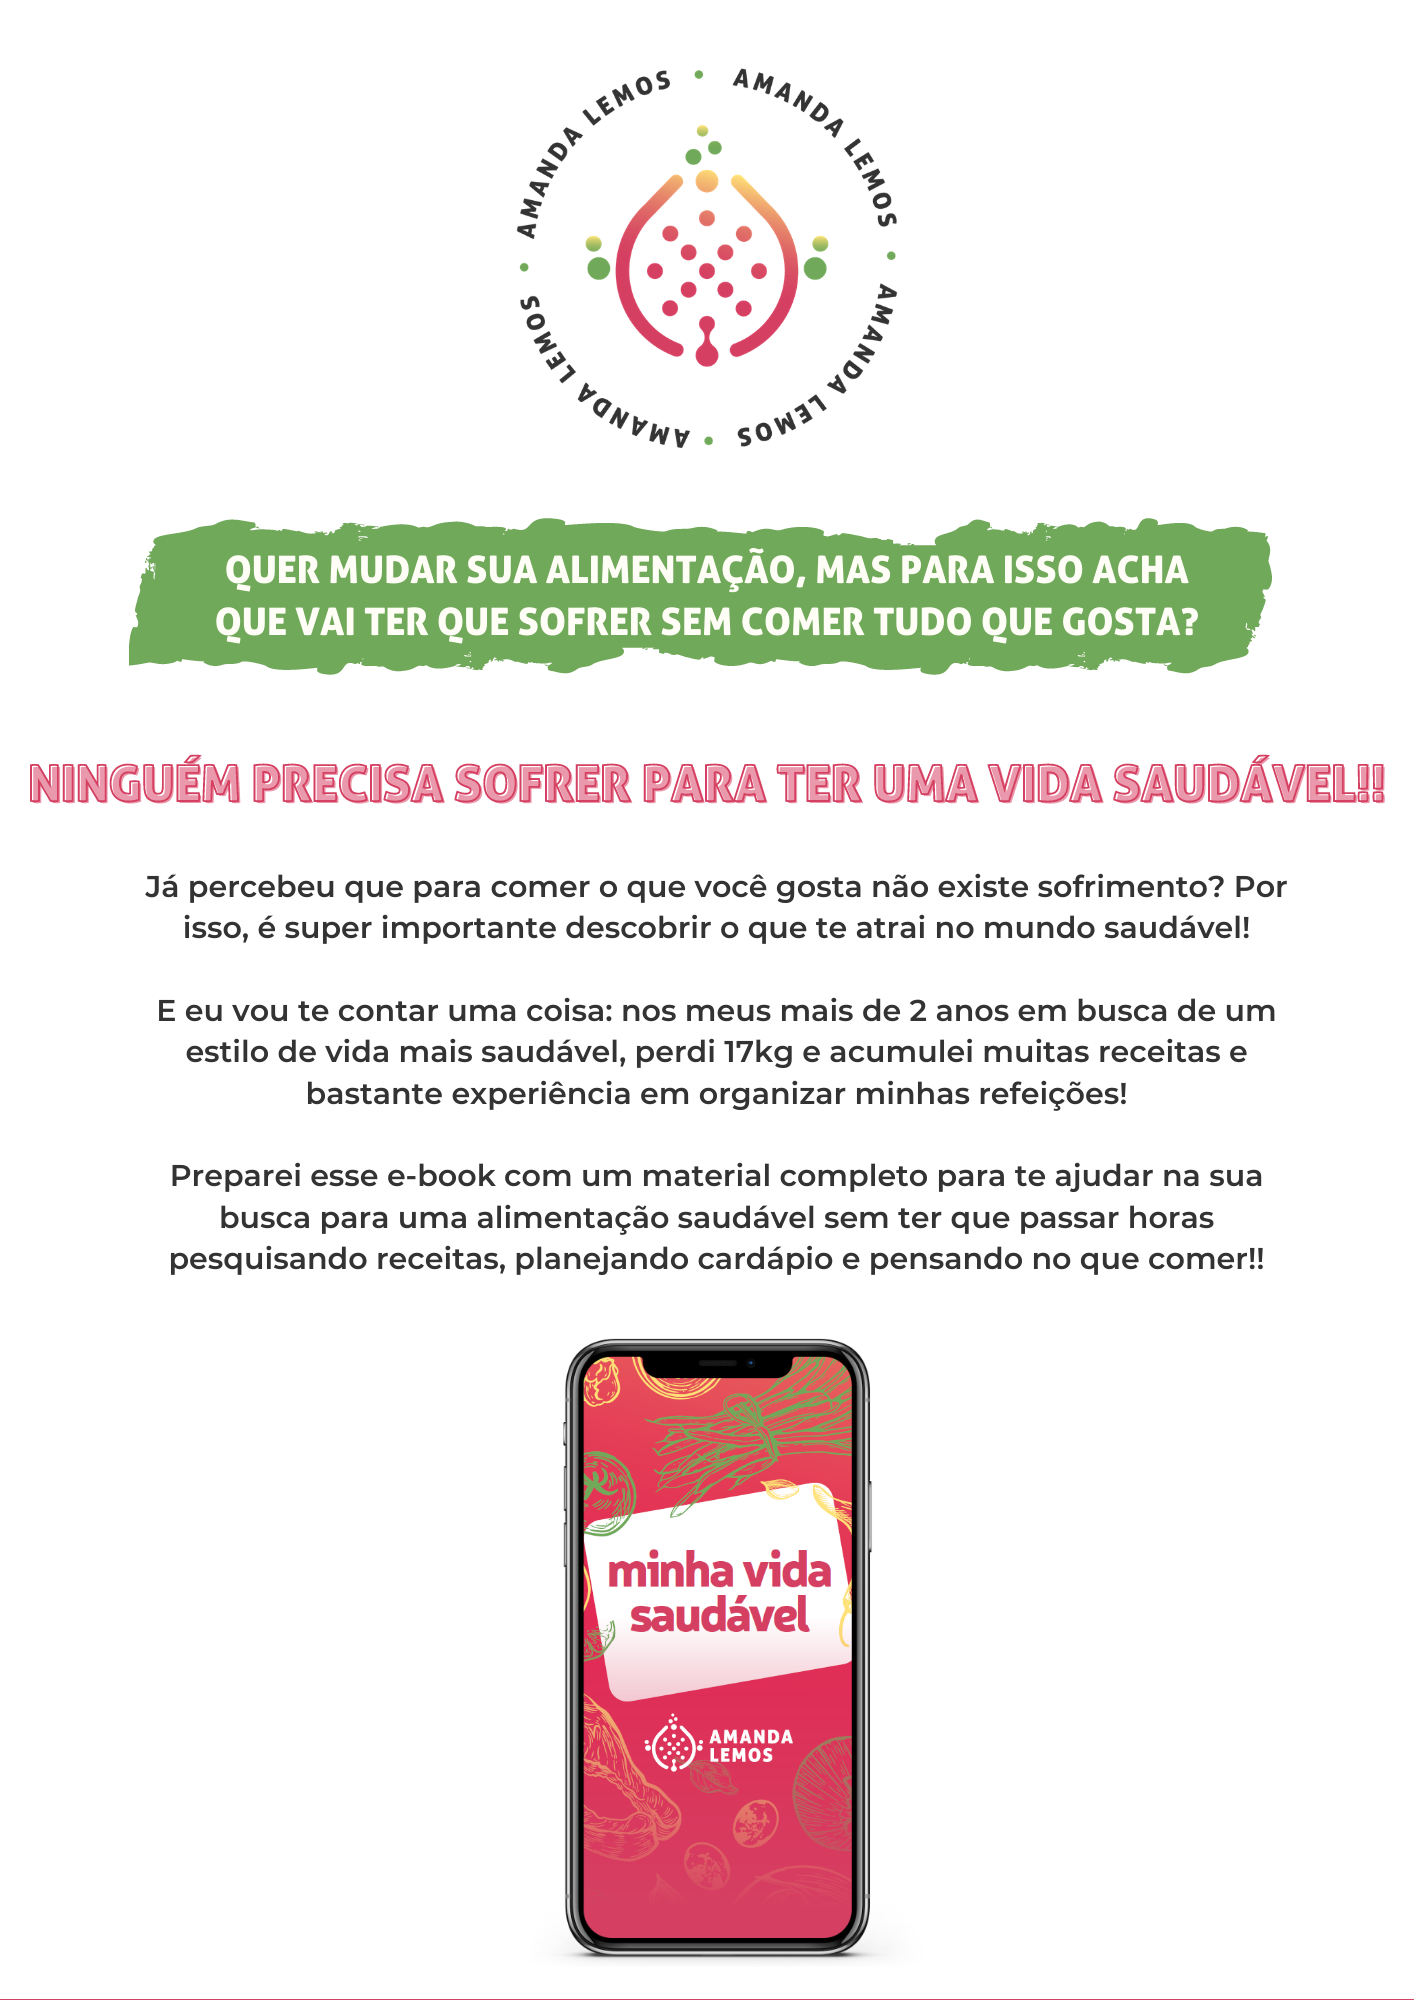 AMANDA LEMOS • AMANDA LEMOS • AMANDA LEMOS • AMANDA LEMOS •
QUER MUDAR SUA ALIMENTAÇÃO, MAS PARA ISSO ACHA
QUE VAI TER QUE SOFRER SEM COMER TUDO QUE GOSTA?
NINGUÉM PRECISA SOFRER PARA TER UMA VIDA SAUDÁVEL!!
Já percebeu que para comer o que você gosta não existe sofrimento? Por
isso, é super importante descobrir o que te atrai no mundo saudável!
E eu vou te contar uma coisa: nos meus mais de 2 anos em busca de um
estilo de vida mais saudável, perdi 17kg e acumulei muitas receitas e
bastante experiência em organizar minhas refeições!
Preparei esse e-book com um material completo para te ajudar na sua
busca para uma alimentação saudável sem ter que passar horas
pesquisando receitas, planejando cardápio e pensando no que comer!!
minha vida
saudável
AMANDA
LEMOS